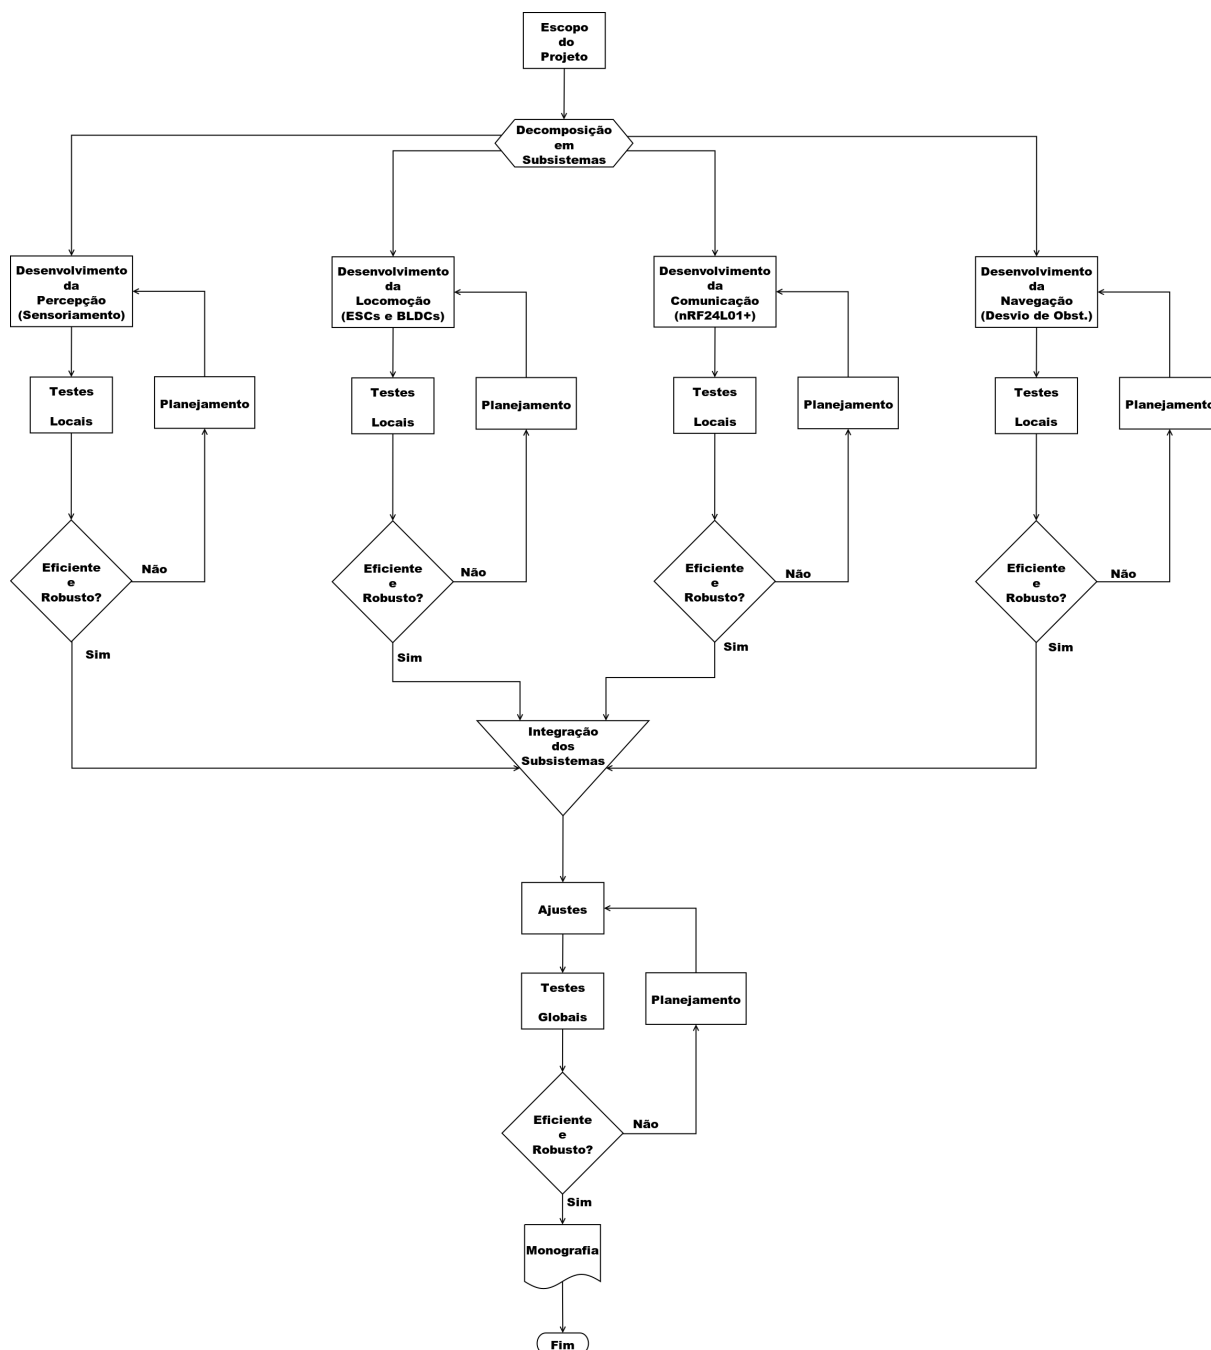 Escopo
do
Projeto
Decomposição
em
Subsistemas
Desenvolvimento
da
Percepção
(Sensoriamento)
Desenvolvimento
da
Locomoção
(ESCs e BLDCs)
Desenvolvimento
da
Comunicação
(nRF24L01+)
Desenvolvimento
da
Navegação
(Desvio de Obst.)
Testes
Locais
Planejamento
Testes
Locais
Planejamento
Testes
Locais
Planejamento
Testes
Locais
Planejamento
Eficiente
e
Robusto?
Não
Sim
Eficiente
e
Robusto?
Não
Sim
Eficiente
e
Robusto?
Não
Sim
Eficiente
e
Robusto?
Não
Sim
Integração
dos
Subsistemas
Ajustes
Testes
Globais
Planejamento
Eficiente
e
Robusto?
Não
Sim
Monografia
Fim